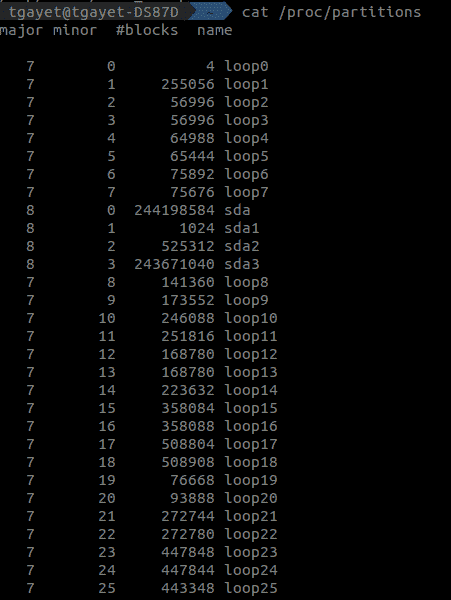 tgayet@tgayet-DS87D ~ cat /proc/partitions
major minor  #blocks  name
7 0 4 loop0
7 1 255056 loop1
7 2 56996 loop2
7 3 56996 loop3
7 4 64988 loop4
7 5 65444 loop5
7 6 75892 loop6
7 7 75676 loop7
8 0 244198584 sda
8 1 1024 sda1
8 2 525312 sda2
8 3 243671040 sda3
7 8 141360 loop8
7 9 173552 loop9
7 10 246088 loop10
7 11 251816 loop11
7 12 168780 loop12
7 13 168780 loop13
7 14 223632 loop14
7 15 358084 loop15
7 16 358088 loop16
7 17 508804 loop17
7 18 508908 loop18
7 19 76668 loop19
7 20 93888 loop20
7 21 272744 loop21
7 22 272780 loop22
7 23 447848 loop23
7 24 447844 loop24
7 25 443348 loop25